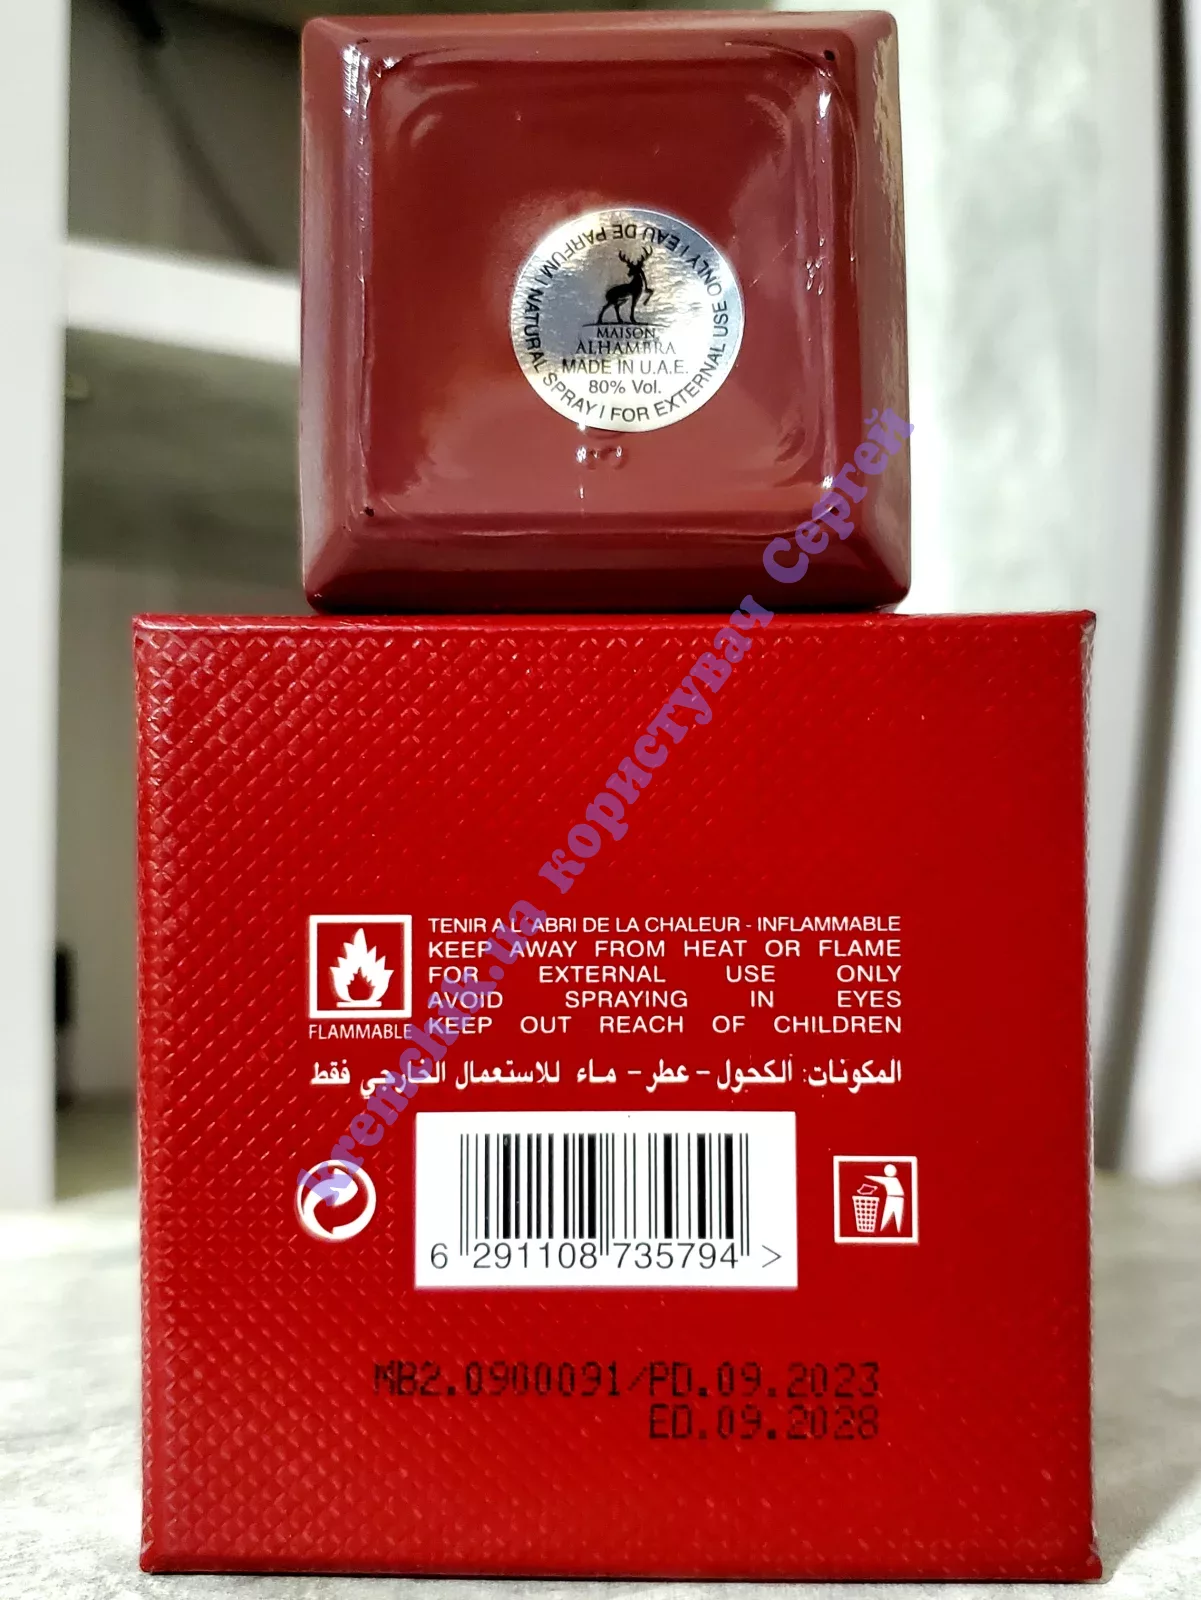 EAU DE PARFUM | NATURAL SPRAY | FOR EXTERNAL USE ONLY |
MAISON
ALHAMBRA
MADE IN U.A.E.
80% Vol.
TENIR A L' ABRI DE LA CHALEUR - INFLAMMABLE
KEEP AWAY FROM HEAT OR FLAME
FOR EXTERNAL USE ONLY
AVOID SPRAYING IN EYES
KEEP OUT REACH OF CHILDREN
FLAMMABLE
المكونات: الكحول - عطر - ماء للاستعمال الخارجي فقط
6 291108 735794 >
MB2.0900091/PD.09.2023
ED.09.2028
kremchik.ua користувач Сергей